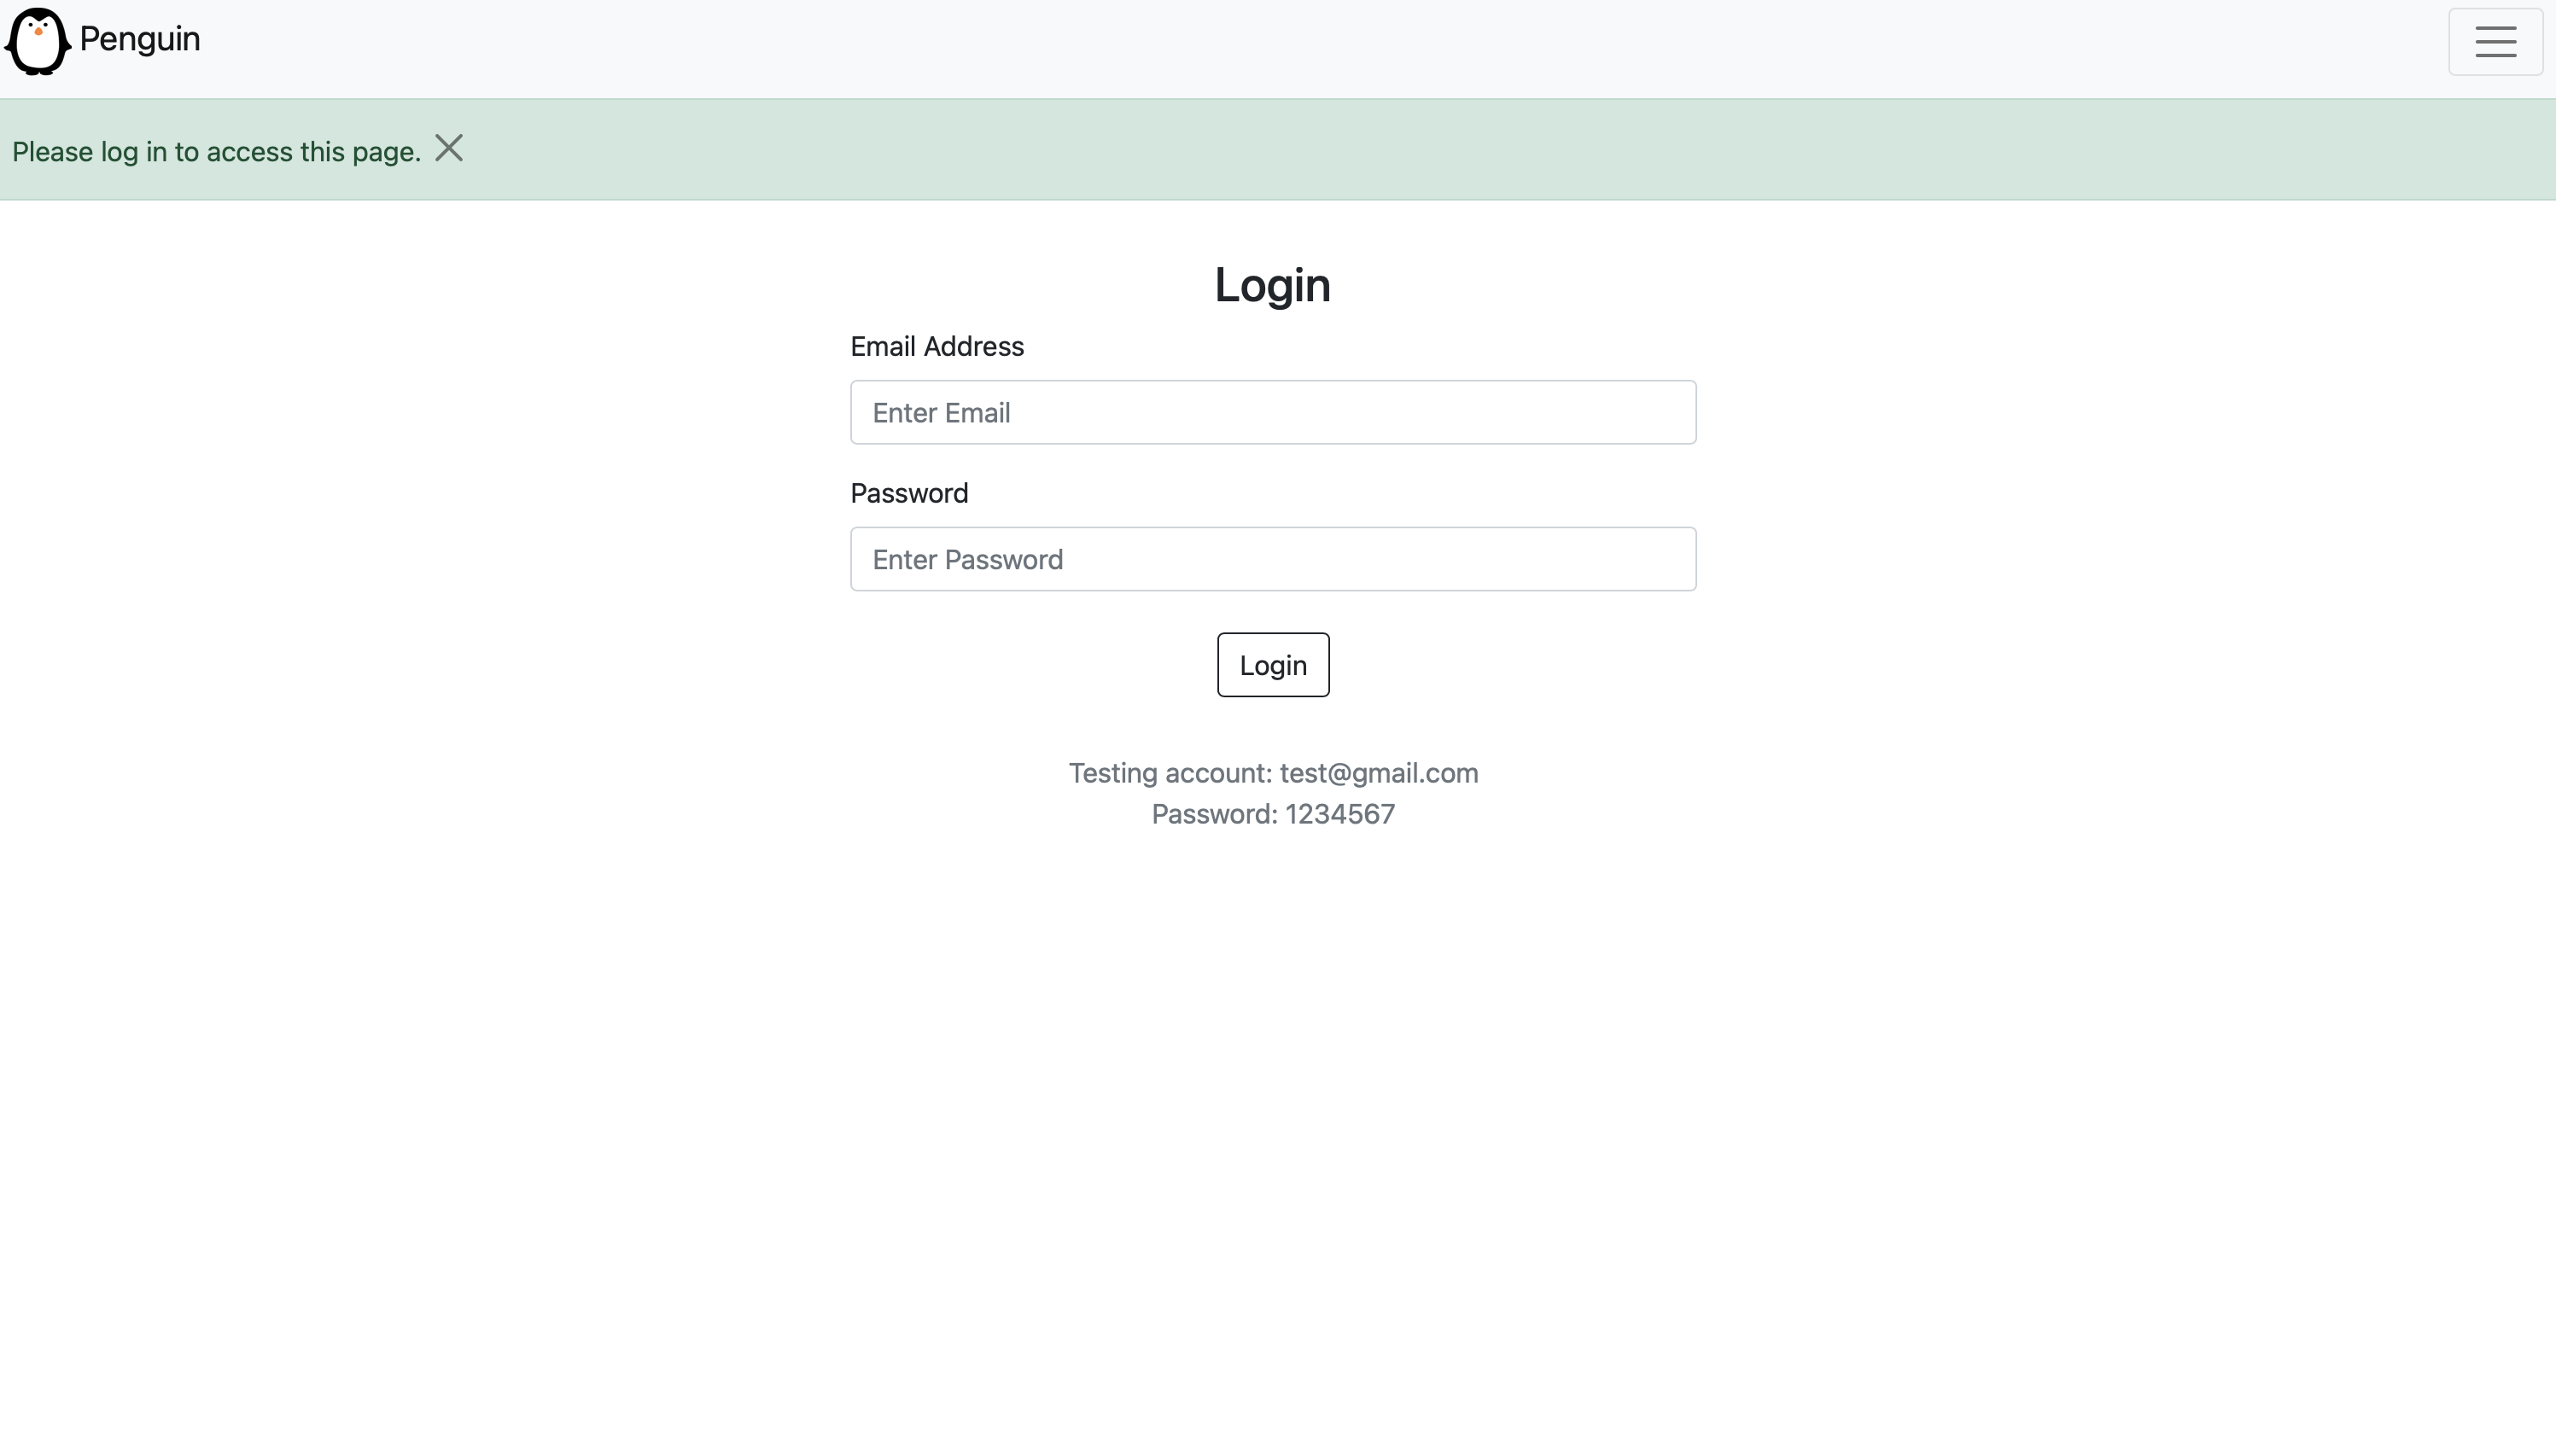 Penguin
Please log in to access this page.
Login
Email Address
Enter Email
Password
Enter Password
Login
Testing account: test@gmail.com
Password: 1234567